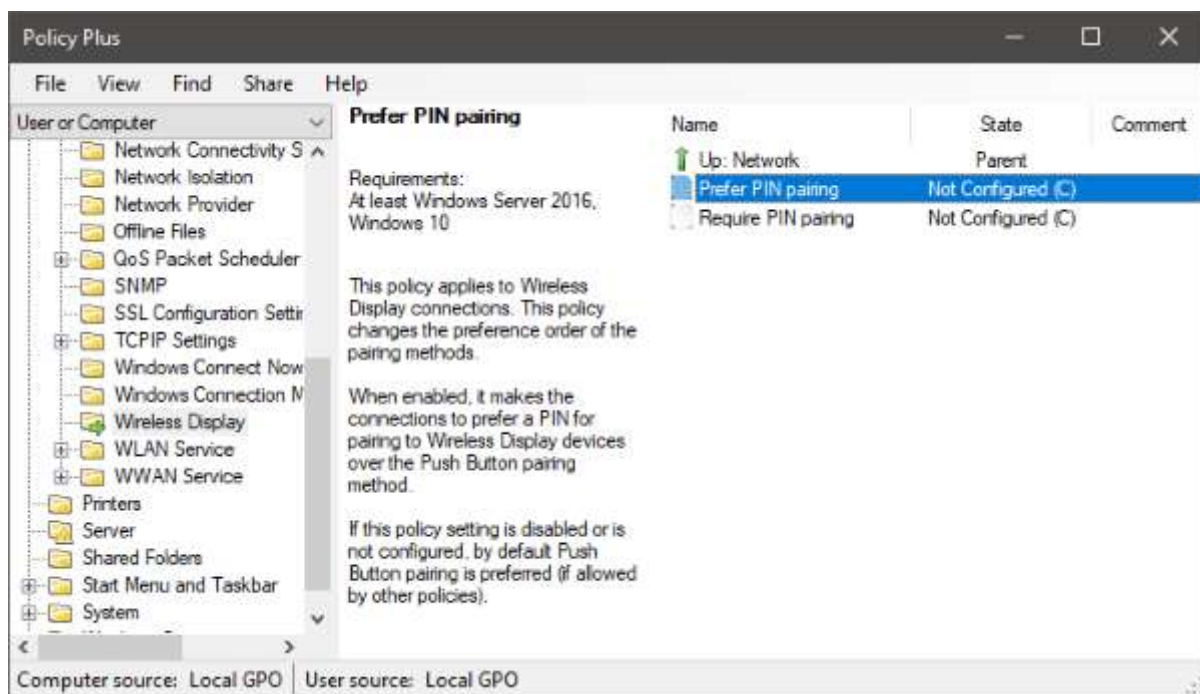 Policy Plus
File View Find Share Help
User or Computer
Network Connectivity S
Network Isolation
Network Provider
Offline Files
QoS Packet Scheduler
SNMP
SSL Configuration Settin
TCPIP Settings
Windows Connect Now
Windows Connection M
Wireless Display
WLAN Service
WWAN Service
Printers
Server
Shared Folders
Start Menu and Taskbar
System
Prefer PIN pairing
Requirements:
At least Windows Server 2016,
Windows 10
This policy applies to Wireless
Display connections. This policy
changes the preference order of the
pairing methods.
When enabled, it makes the
connections to prefer a PIN for
pairing to Wireless Display devices
over the Push Button pairing
method.
If this policy setting is disabled or is
not configured, by default Push
Button pairing is preferred (if allowed
by other policies).
Name State Comment
Up: Network Parent
Prefer PIN pairing Not Configured (C)
Require PIN pairing Not Configured (C)
Computer source: Local GPO User source: Local GPO